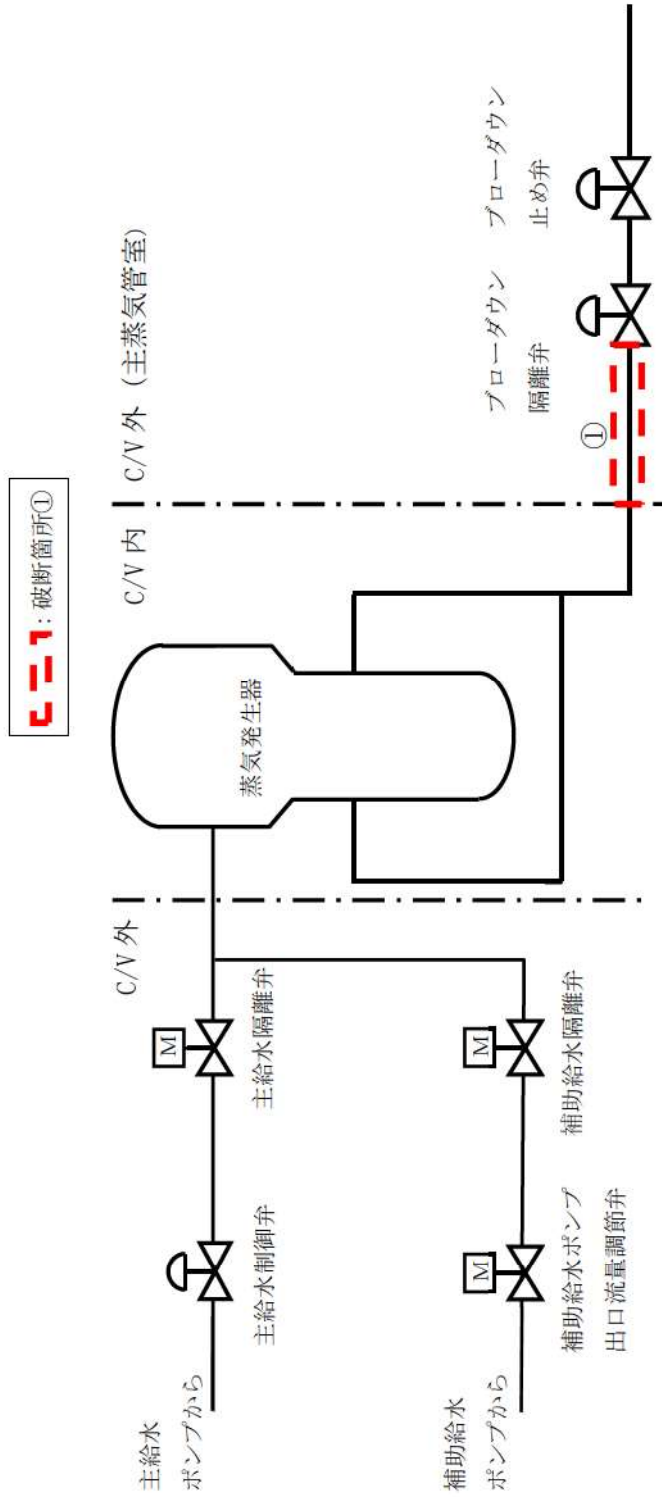 ：破断箇所①
C/V 外
C/V 内
C/V 外（主蒸気管室）
主給水
ポンプから
主給水制御弁
M
主給水隔離弁
蒸気発生器
補助給水
ポンプから
M
補助給水ポンプ
出口流量調節弁
M
補助給水隔離弁
①
ブローダウン
隔離弁
ブローダウン
止め弁